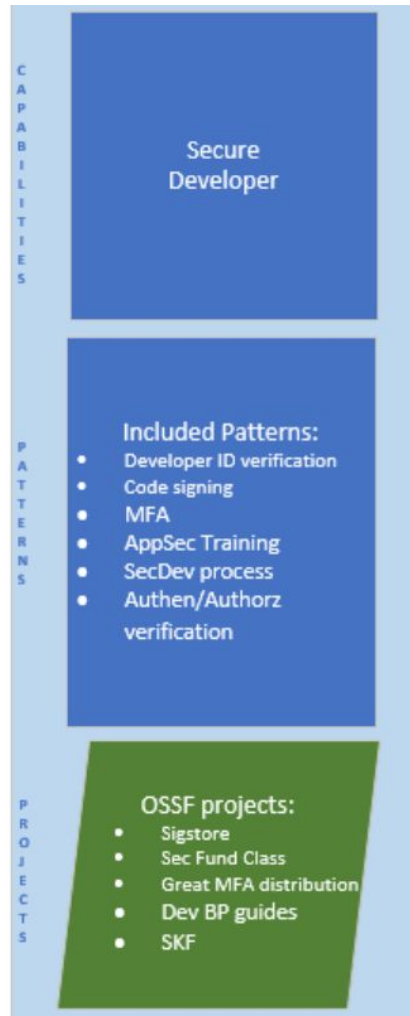 CAPABILITIES
Secure
Developer
PATTERNS
Included Patterns:
• Developer ID verification
• Code signing
• MFA
• AppSec Training
• SecDev process
• Authen/Authorz
verification
PROJECTS
OSSF projects:
• Sigstore
• Sec Fund Class
• Great MFA distribution
• Dev BP guides
• SKF